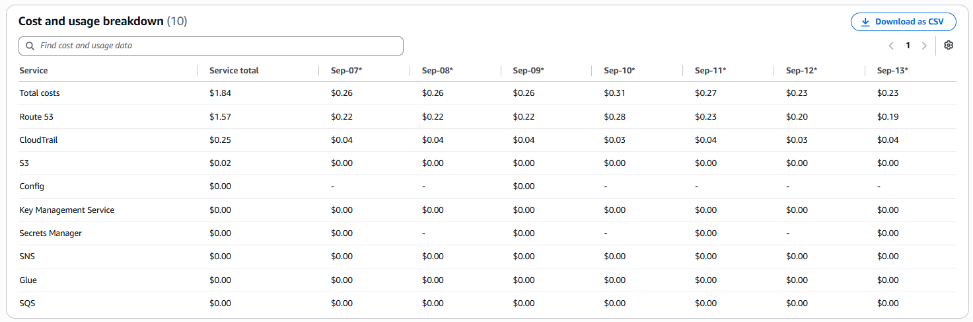 Cost and usage breakdown (10)
Download as CSV
Find cost and usage data
1
Service Service total Sep-07* Sep-08* Sep-09* Sep-10* Sep-11* Sep-12* Sep-13*
Total costs $1.84 $0.26 $0.26 $0.26 $0.31 $0.27 $0.23 $0.23
Route 53 $1.57 $0.22 $0.22 $0.22 $0.28 $0.23 $0.20 $0.19
CloudTrail $0.25 $0.04 $0.04 $0.04 $0.03 $0.04 $0.03 $0.04
S3 $0.02 $0.00 $0.00 $0.00 $0.00 $0.00 $0.00 $0.00
Config $0.00 - - $0.00 - - - -
Key Management Service $0.00 $0.00 $0.00 $0.00 $0.00 $0.00 $0.00 $0.00
Secrets Manager $0.00 $0.00 - $0.00 - $0.00 - $0.00
SNS $0.00 $0.00 $0.00 $0.00 $0.00 $0.00 $0.00 $0.00
Glue $0.00 $0.00 $0.00 $0.00 $0.00 $0.00 $0.00 $0.00
SQS $0.00 $0.00 $0.00 $0.00 $0.00 $0.00 $0.00 $0.00